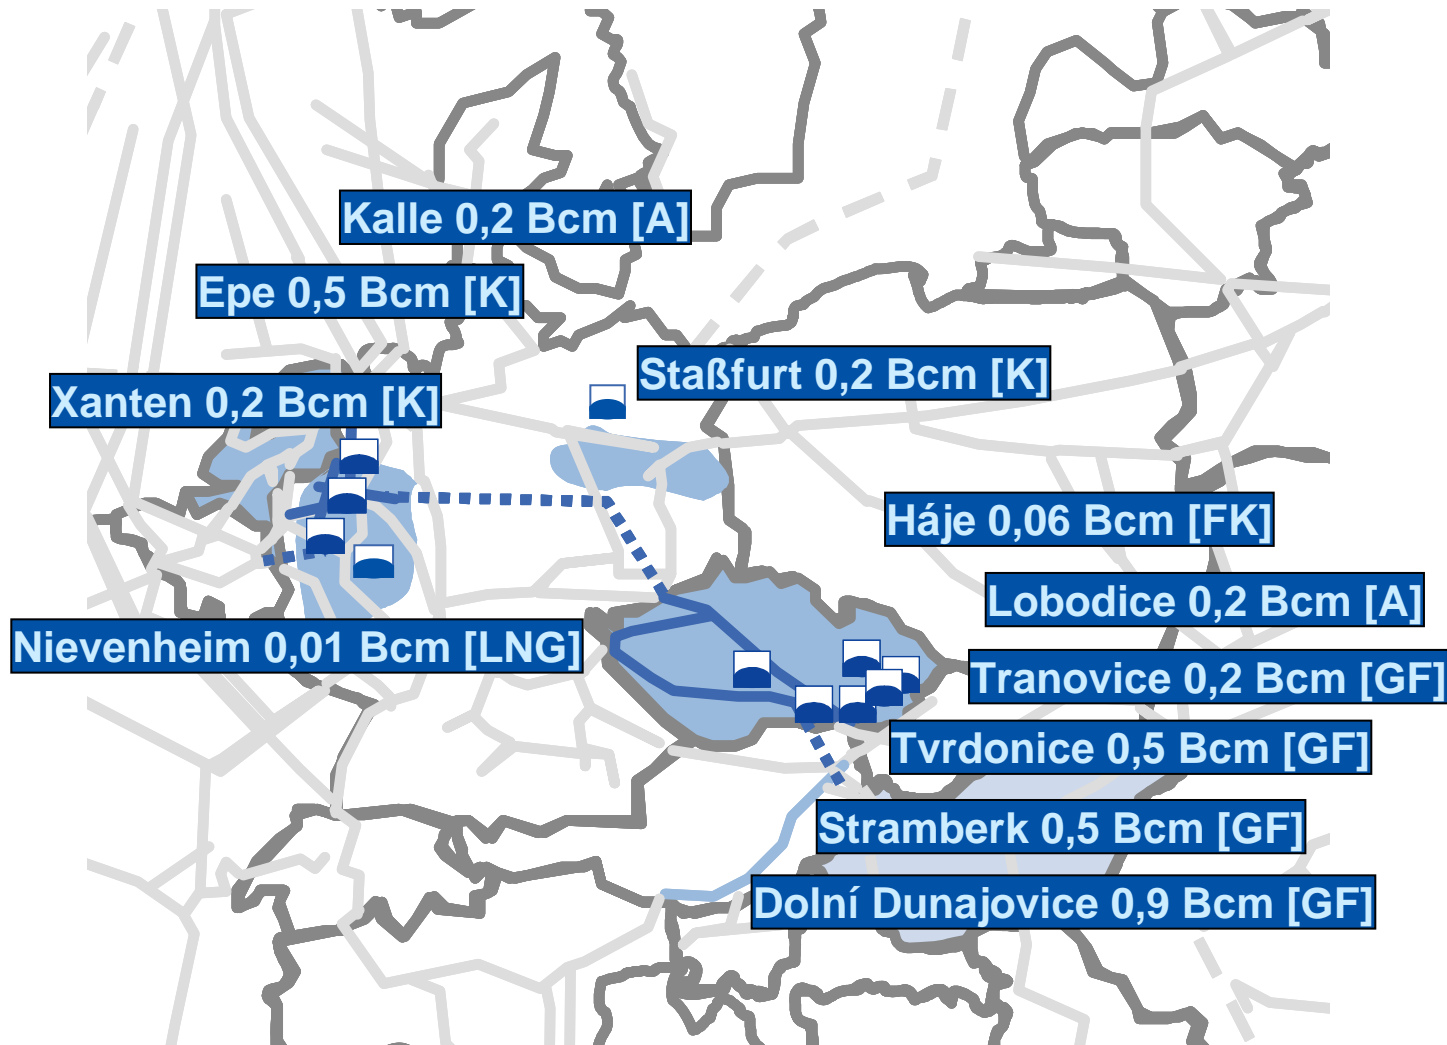 Kalle 0,2 Bcm [A]
Epe 0,5 Bcm [K]
Staßfurt 0,2 Bcm [K]
Xanten 0,2 Bcm [K]
Háje 0,06 Bcm [FK]
Lobodice 0,2 Bcm [A]
Nievenheim 0,01 Bcm [LNG]
Tranovice 0,2 Bcm [GF]
Tvrdonice 0,5 Bcm [GF]
Stramberk 0,5 Bcm [GF]
Dolní Dunajovice 0,9 Bcm [GF]